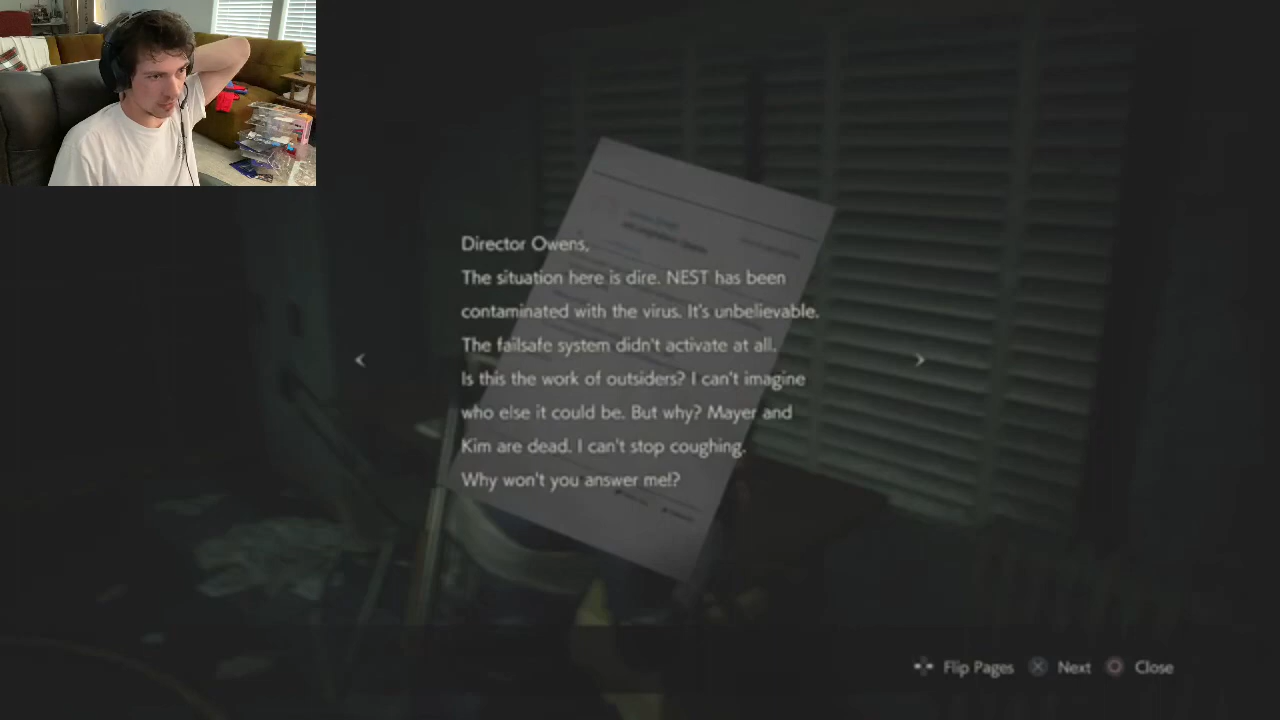 Director Owens,
The situation here is dire. NEST has been
contaminated with the virus. It's unbelievable.
The failsafe system didn't activate at all.
Is this the work of outsiders? I can't imagine
who else it could be. But why? Mayer and
Kim are dead. I can't stop coughing.
Why won't you answer me!?
Flip Pages Next Close